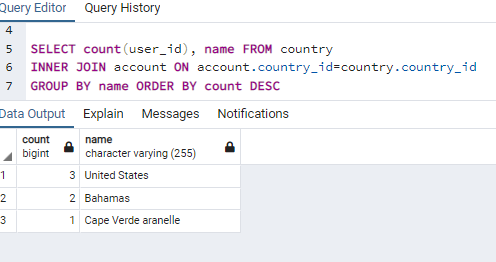 Query Editor Query History
4
5 SELECT count(user_id), name FROM country
6 INNER JOIN account ON account.country_id=country.country_id
7 GROUP BY name ORDER BY count DESC
Data Output Explain Messages Notifications
count name
bigint character varying (255)
1 3 United States
2 2 Bahamas
3 1 Cape Verde aranelle